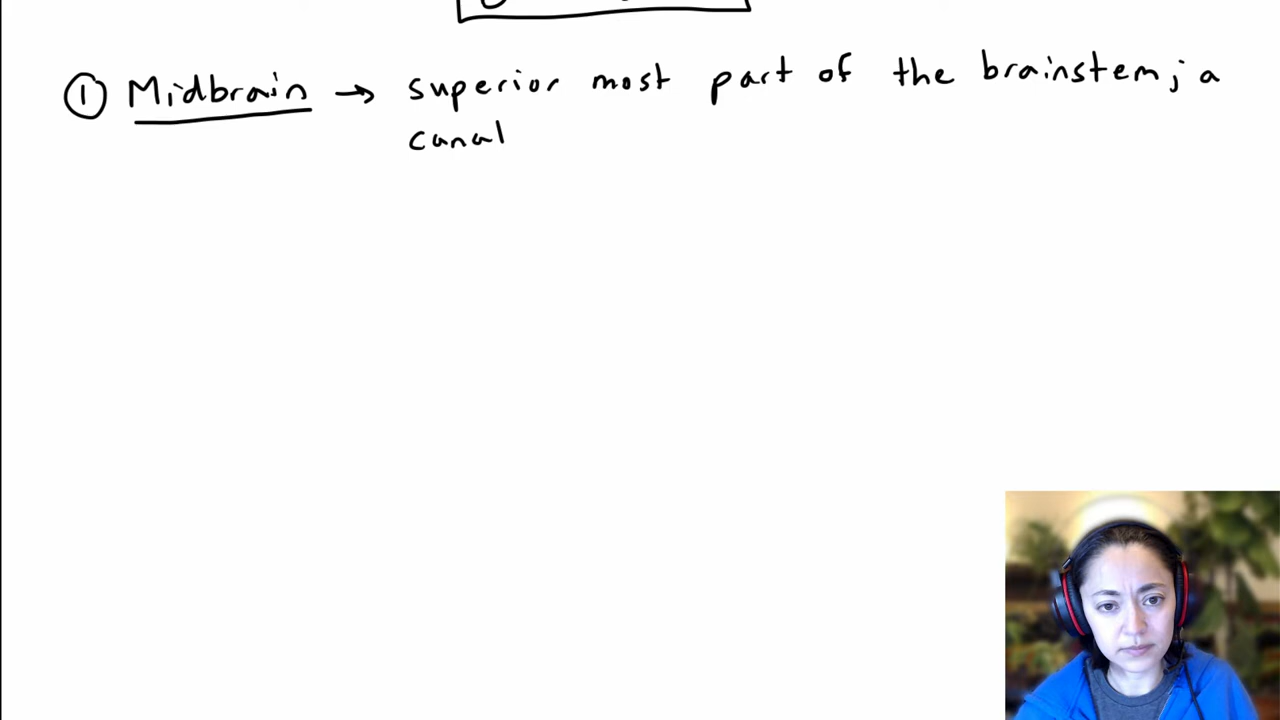 ① Midbrain → superior most part of the brainstem; a
canal